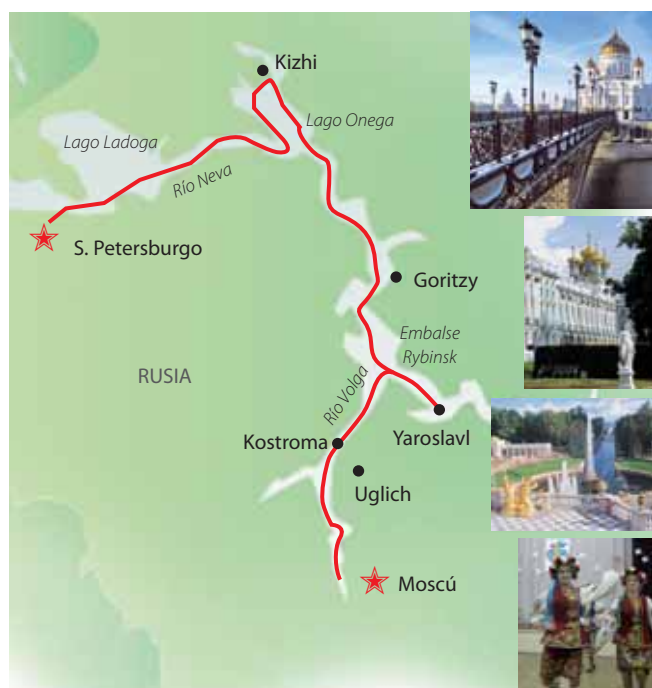 Kizhi
Lago Onega
Lago Ladoga
Río Neva
S. Petersburgo
Goritzy
Embalse
Rybinsk
RUSIA
Río Volga
Yaroslavl
Kostroma
Uglich
Moscú